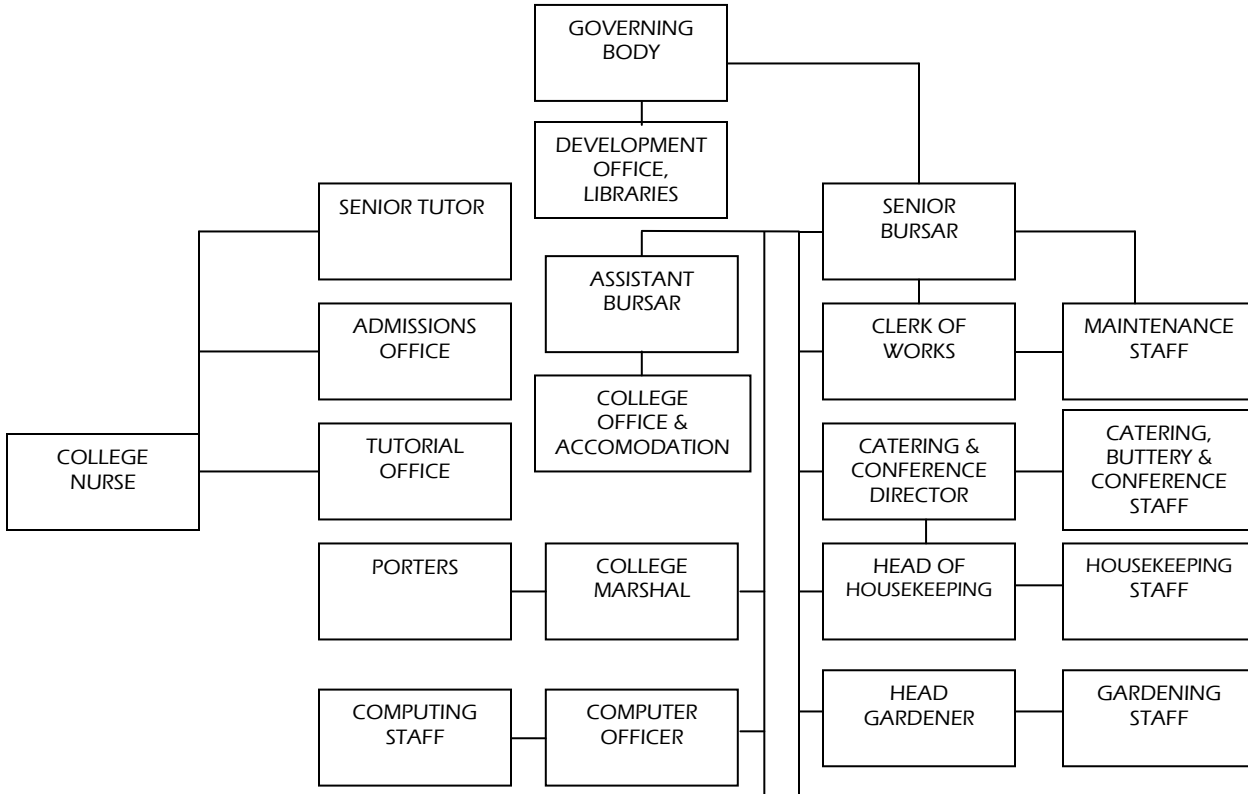 GOVERNING
BODY
DEVELOPMENT
OFFICE,
LIBRARIES
SENIOR TUTOR
SENIOR
BURSAR
ASSISTANT
BURSAR
ADMISSIONS
OFFICE
CLERK OF
WORKS
MAINTENANCE
STAFF
COLLEGE
OFFICE &
ACCOMODATION
COLLEGE
NURSE
TUTORIAL
OFFICE
CATERING &
CONFERENCE
DIRECTOR
CATERING,
BUTTERY &
CONFERENCE
STAFF
PORTERS
COLLEGE
MARSHAL
HEAD OF
HOUSEKEEPING
HOUSEKEEPING
STAFF
COMPUTING
STAFF
COMPUTER
OFFICER
HEAD
GARDENER
GARDENING
STAFF